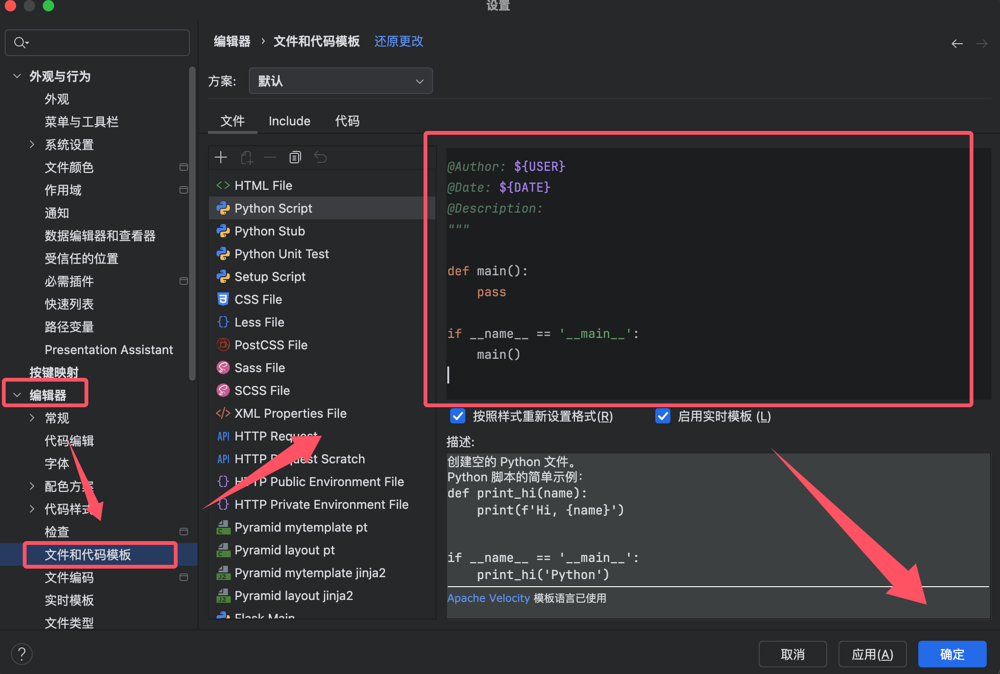 设置
编辑器 › 文件和代码模板 还原更改
方案: 默认
外观与行为
外观
菜单与工具栏
系统设置
文件颜色
作用域
通知
数据编辑器和查看器
受信任的位置
必需插件
快速列表
路径变量
Presentation Assistant
按键映射
编辑器
常规
代码编辑
字体
配色方案
代码样式
检查
文件和代码模板
文件编码
实时模板
文件类型
文件 Include 代码
HTML File
Python Script
Python Stub
Python Unit Test
Setup Script
CSS File
Less File
PostCSS File
Sass File
SCSS File
XML Properties File
API HTTP Request
API HTTP Request Scratch
HTTP Public Environment File
HTTP Private Environment File
Pyramid mytemplate pt
Pyramid layout pt
Pyramid mytemplate jinja2
Pyramid layout jinja2
Flask Main
@Author: ${USER}
@Date: ${DATE}
@Description:
"""
def main():
    pass
if __name__ == '__main__':
    main()
按照样式重新设置格式(R) 启用实时模板 (L)
描述:
创建空的 Python 文件。
Python 脚本的简单示例：
def print_hi(name):
    print(f'Hi, {name}')
if __name__ == '__main__':
    print_hi('Python')
Apache Velocity 模板语言已使用
? 取消 应用(A) 确定